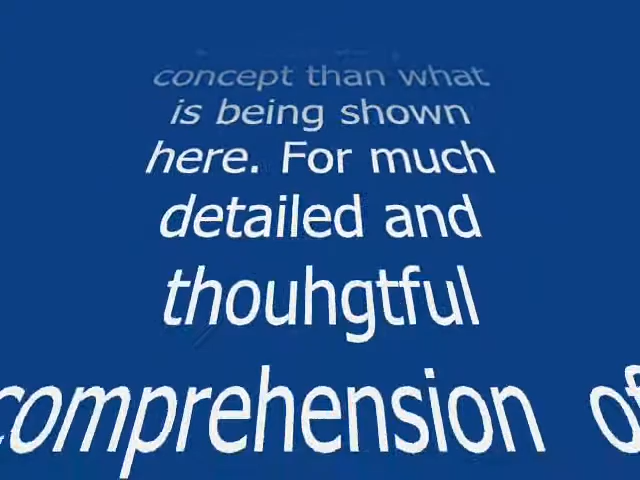 concept than what
is being shown
here. For much
detailed and
thouhgtful
comprehension of